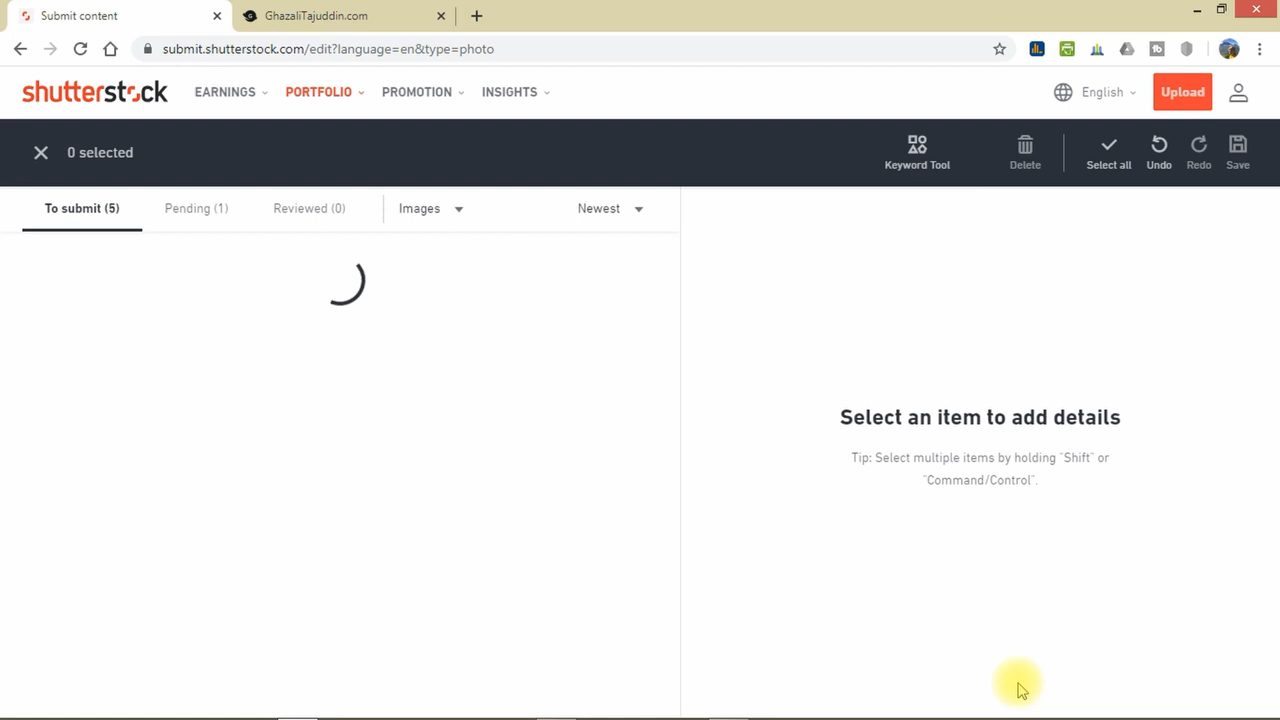 Submit content
GhazaliTajuddin.com
submit.shutterstock.com/edit?language=en&type=photo
shutterstock
EARNINGS
PORTFOLIO
PROMOTION
INSIGHTS
English
Upload
0 selected
Keyword Tool
Delete
Select all
Undo
Redo
Save
To submit (5)
Pending (1)
Reviewed (0)
Images
Newest
Select an item to add details
Tip: Select multiple items by holding "Shift" or
"Command/Control".